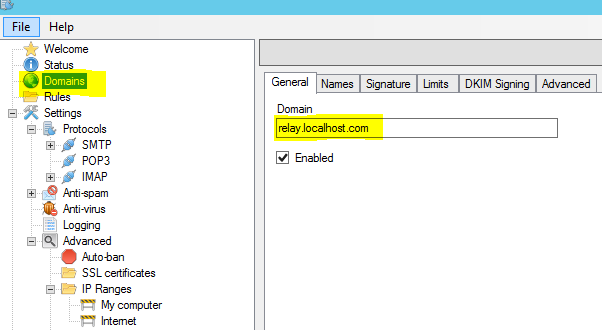 File Help
Welcome
Status
Domains
Rules
Settings
Protocols
SMTP
POP3
IMAP
Anti-spam
Anti-virus
Logging
Advanced
Auto-ban
SSL certificates
IP Ranges
My computer
Internet
General Names Signature Limits DKIM Signing Advanced
Domain
relay.localhost.com
Enabled